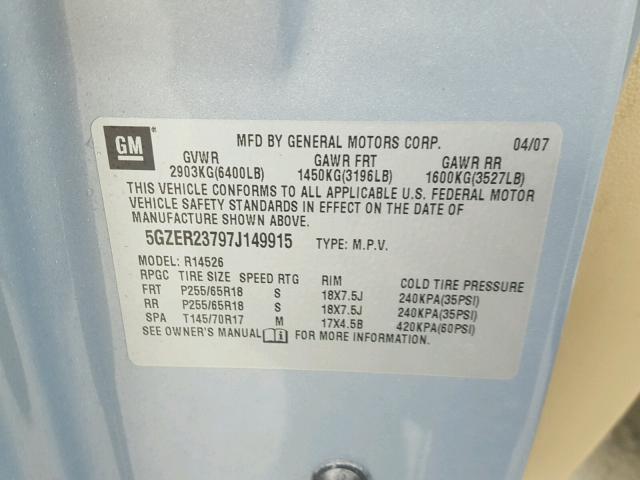 GM
MFD BY GENERAL MOTORS CORP. 04/07
GVWR GAWR FRT GAWR RR
2903KG(6400LB) 1450KG(3196LB) 1600KG(3527LB)
THIS VEHICLE CONFORMS TO ALL APPLICABLE U.S. FEDERAL MOTOR
VEHICLE SAFETY STANDARDS IN EFFECT ON THE DATE OF
MANUFACTURE SHOWN ABOVE.
5GZER23797J149915 TYPE: M.P.V.
MODEL: R14526
RPGC TIRE SIZE SPEED RTG RIM COLD TIRE PRESSURE
FRT P255/65R18 S 18X7.5J 240KPA(35PSI)
RR P255/65R18 S 18X7.5J 240KPA(35PSI)
SPA T145/70R17 M 17X4.5B 420KPA(60PSI)
SEE OWNER'S MANUAL FOR MORE INFORMATION.